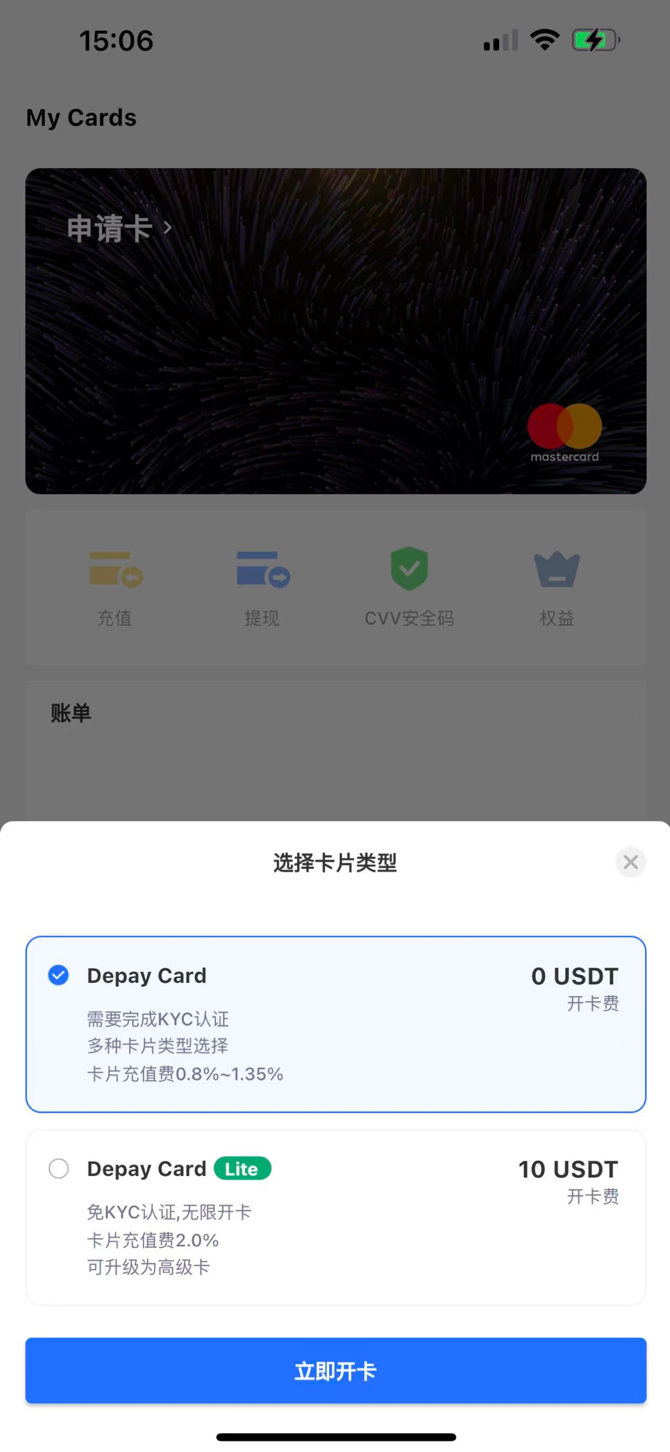 15:06
My Cards
申请卡
mastercard
充值
提现
CVV安全码
权益
账单
选择卡片类型
Depay Card
0 USDT
开卡费
需要完成KYC认证
多种卡片类型选择
卡片充值费0.8%~1.35%
Depay Card Lite
10 USDT
开卡费
免KYC认证,无限开卡
卡片充值费2.0%
可升级为高级卡
立即开卡